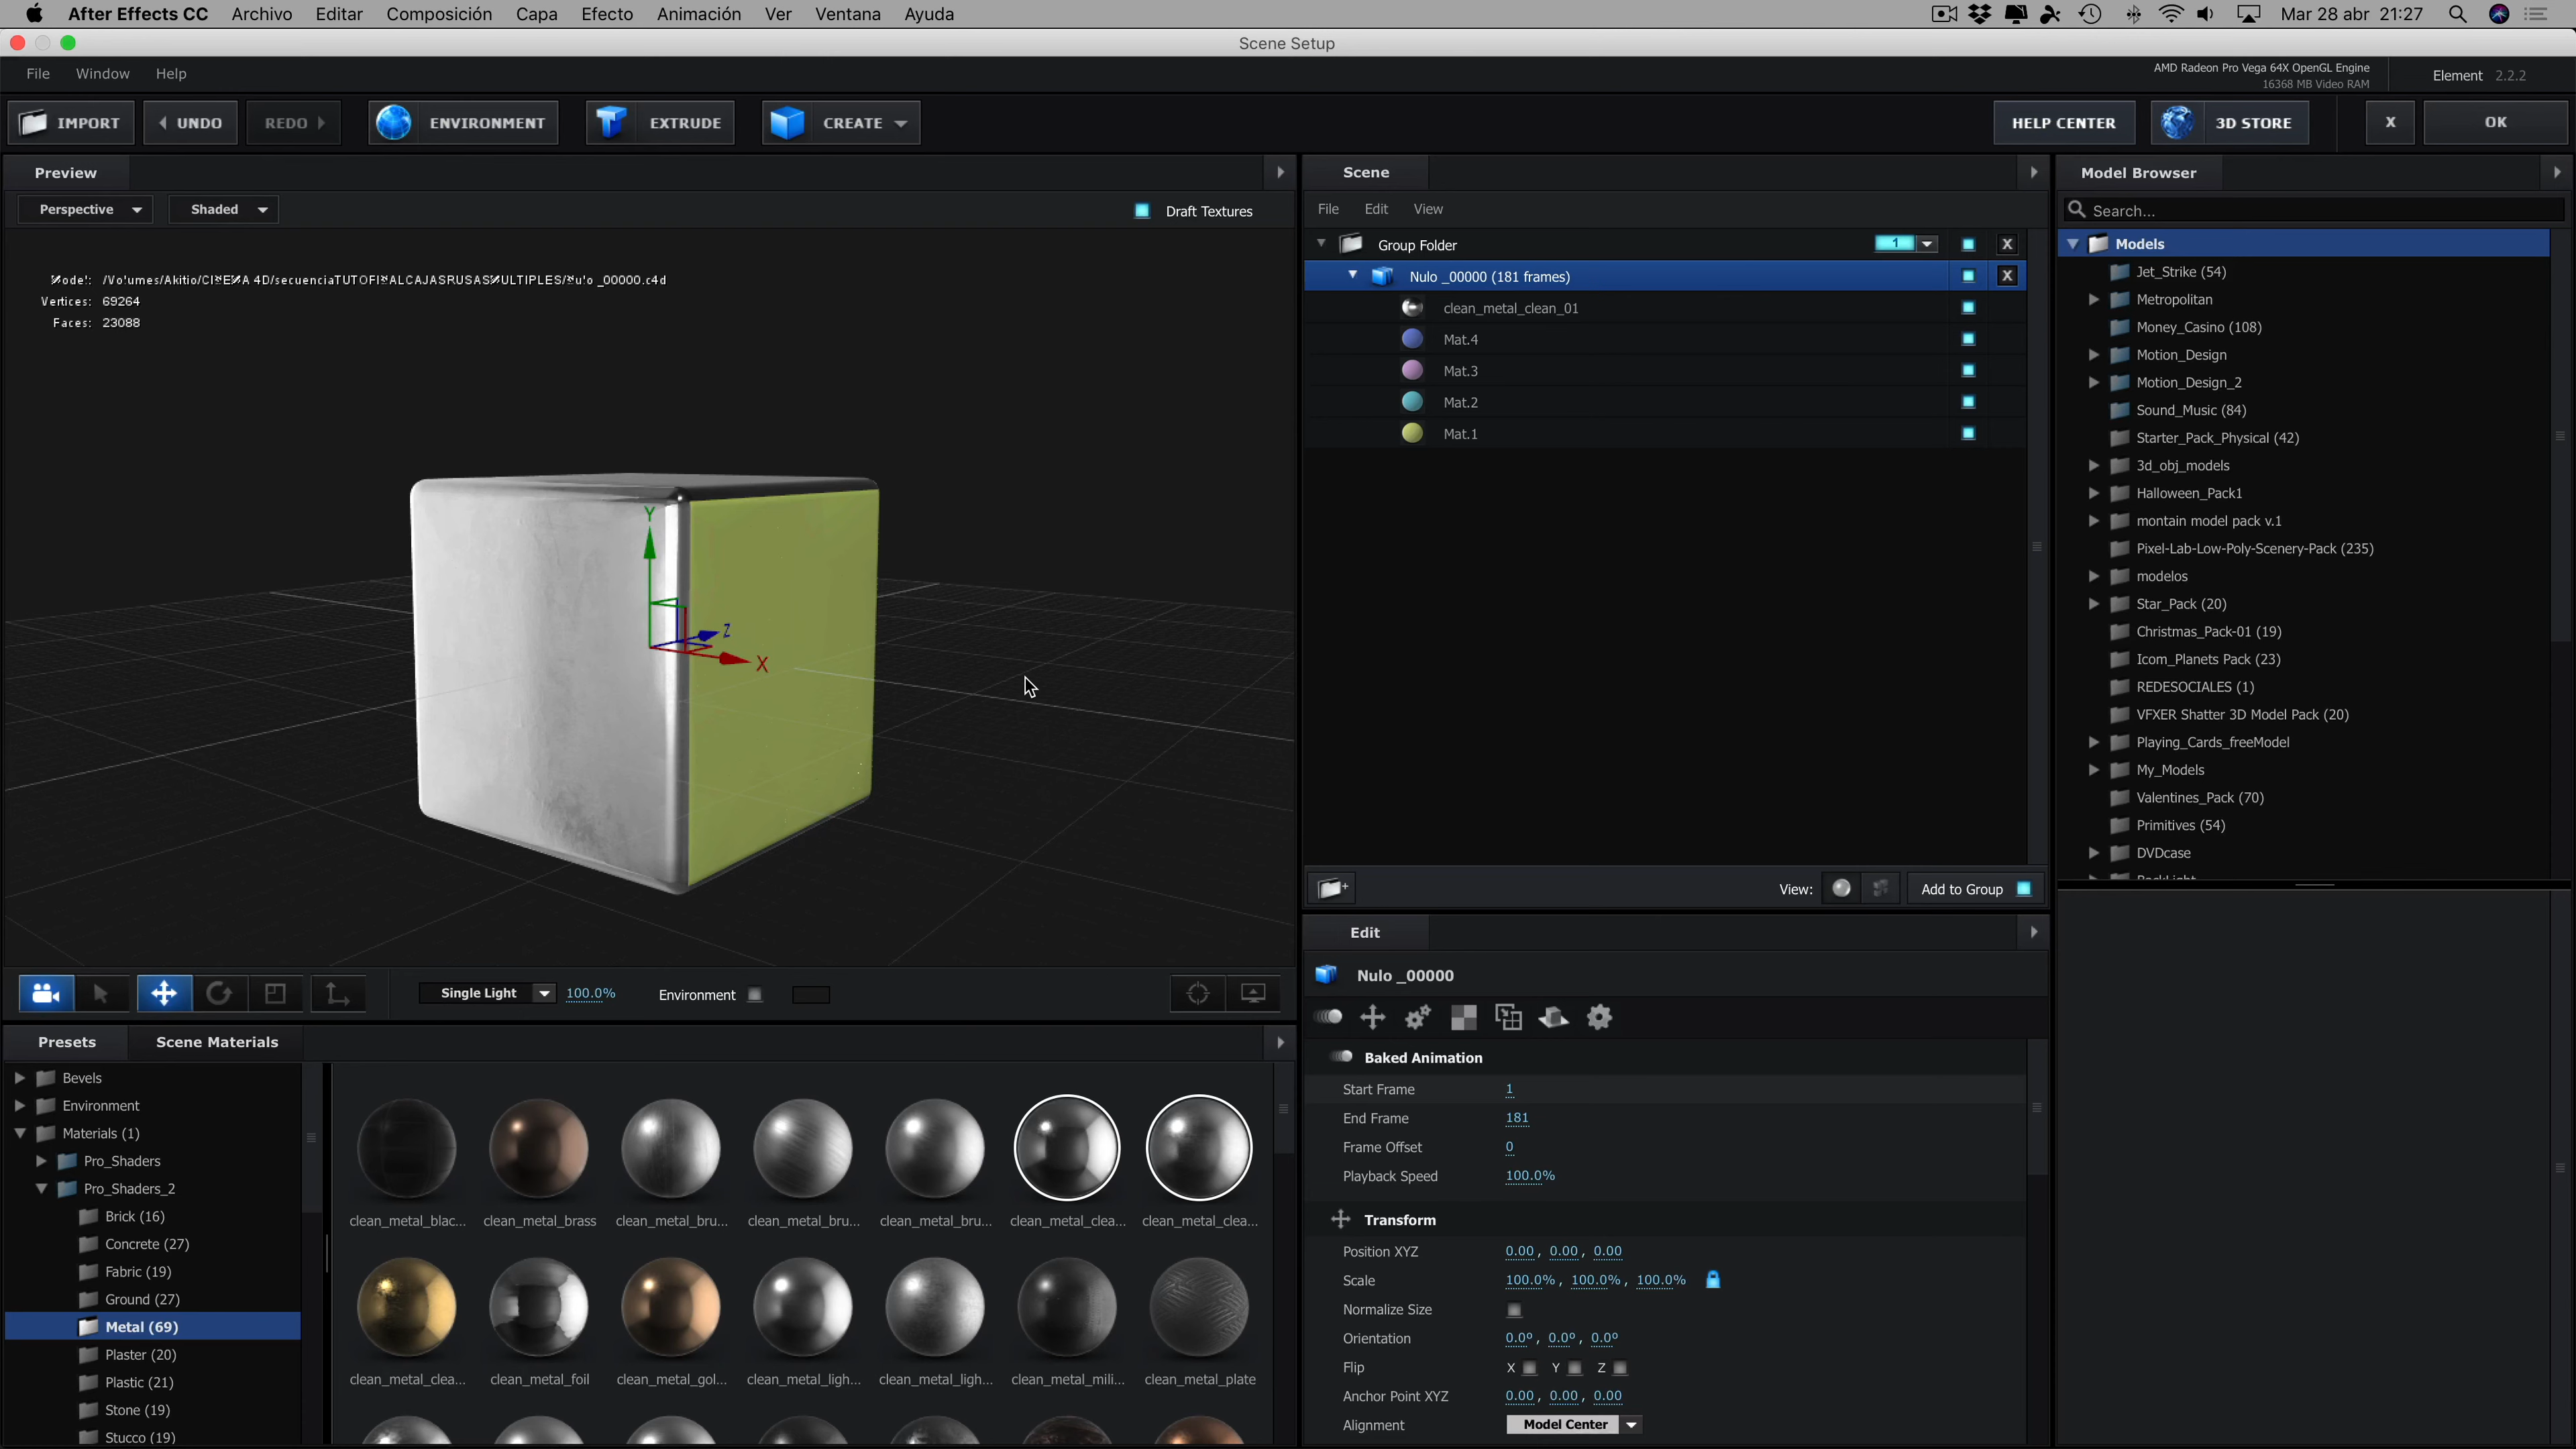 After Effects CC Archivo Editar Composición Capa Efecto Animación Ver Ventana Ayuda Mar 28 abr 21:27
Scene Setup
File Window Help
AMD Radeon Pro Vega 64X OpenGL Engine
16368 MB Video RAM
Element 2.2.2
IMPORT UNDO REDO ENVIRONMENT EXTRUDE CREATE HELP CENTER 3D STORE X OK
Preview
Perspective Shaded Draft Textures
Vertices: 69264
Faces: 23088
Y
Z
X
Single Light 100.0% Environment
Scene
File Edit View
Group Folder 1 X
Nulo _00000 (181 frames) X
clean_metal_clean_01
Mat.4
Mat.3
Mat.2
Mat.1
View: Add to Group
Model Browser
Search...
Models
Jet_Strike (54)
Metropolitan
Money_Casino (108)
Motion_Design
Motion_Design_2
Sound_Music (84)
Starter_Pack_Physical (42)
3d_obj_models
Halloween_Pack1
montain model pack v.1
Pixel-Lab-Low-Poly-Scenery-Pack (235)
modelos
Star_Pack (20)
Christmas_Pack-01 (19)
Icom_Planets Pack (23)
REDESOCIALES (1)
VFXER Shatter 3D Model Pack (20)
Playing_Cards_freeModel
My_Models
Valentines_Pack (70)
Primitives (54)
DVDcase
Presets Scene Materials
Bevels
Environment
Materials (1)
Pro_Shaders
Pro_Shaders_2
Brick (16)
Concrete (27)
Fabric (19)
Ground (27)
Metal (69)
Plaster (20)
Plastic (21)
Stone (19)
Stucco (19)
clean_metal_blac... clean_metal_brass clean_metal_bru... clean_metal_bru... clean_metal_bru... clean_metal_clea... clean_metal_clea...
clean_metal_clea... clean_metal_foil clean_metal_gol... clean_metal_ligh... clean_metal_ligh... clean_metal_mili... clean_metal_plate
Edit
Nulo _00000
Baked Animation
Start Frame 1
End Frame 181
Frame Offset 0
Playback Speed 100.0%
Transform
Position XYZ 0.00 , 0.00 , 0.00
Scale 100.0% , 100.0% , 100.0%
Normalize Size
Orientation 0.0º , 0.0º , 0.0º
Flip X Y Z
Anchor Point XYZ 0.00 , 0.00 , 0.00
Alignment Model Center